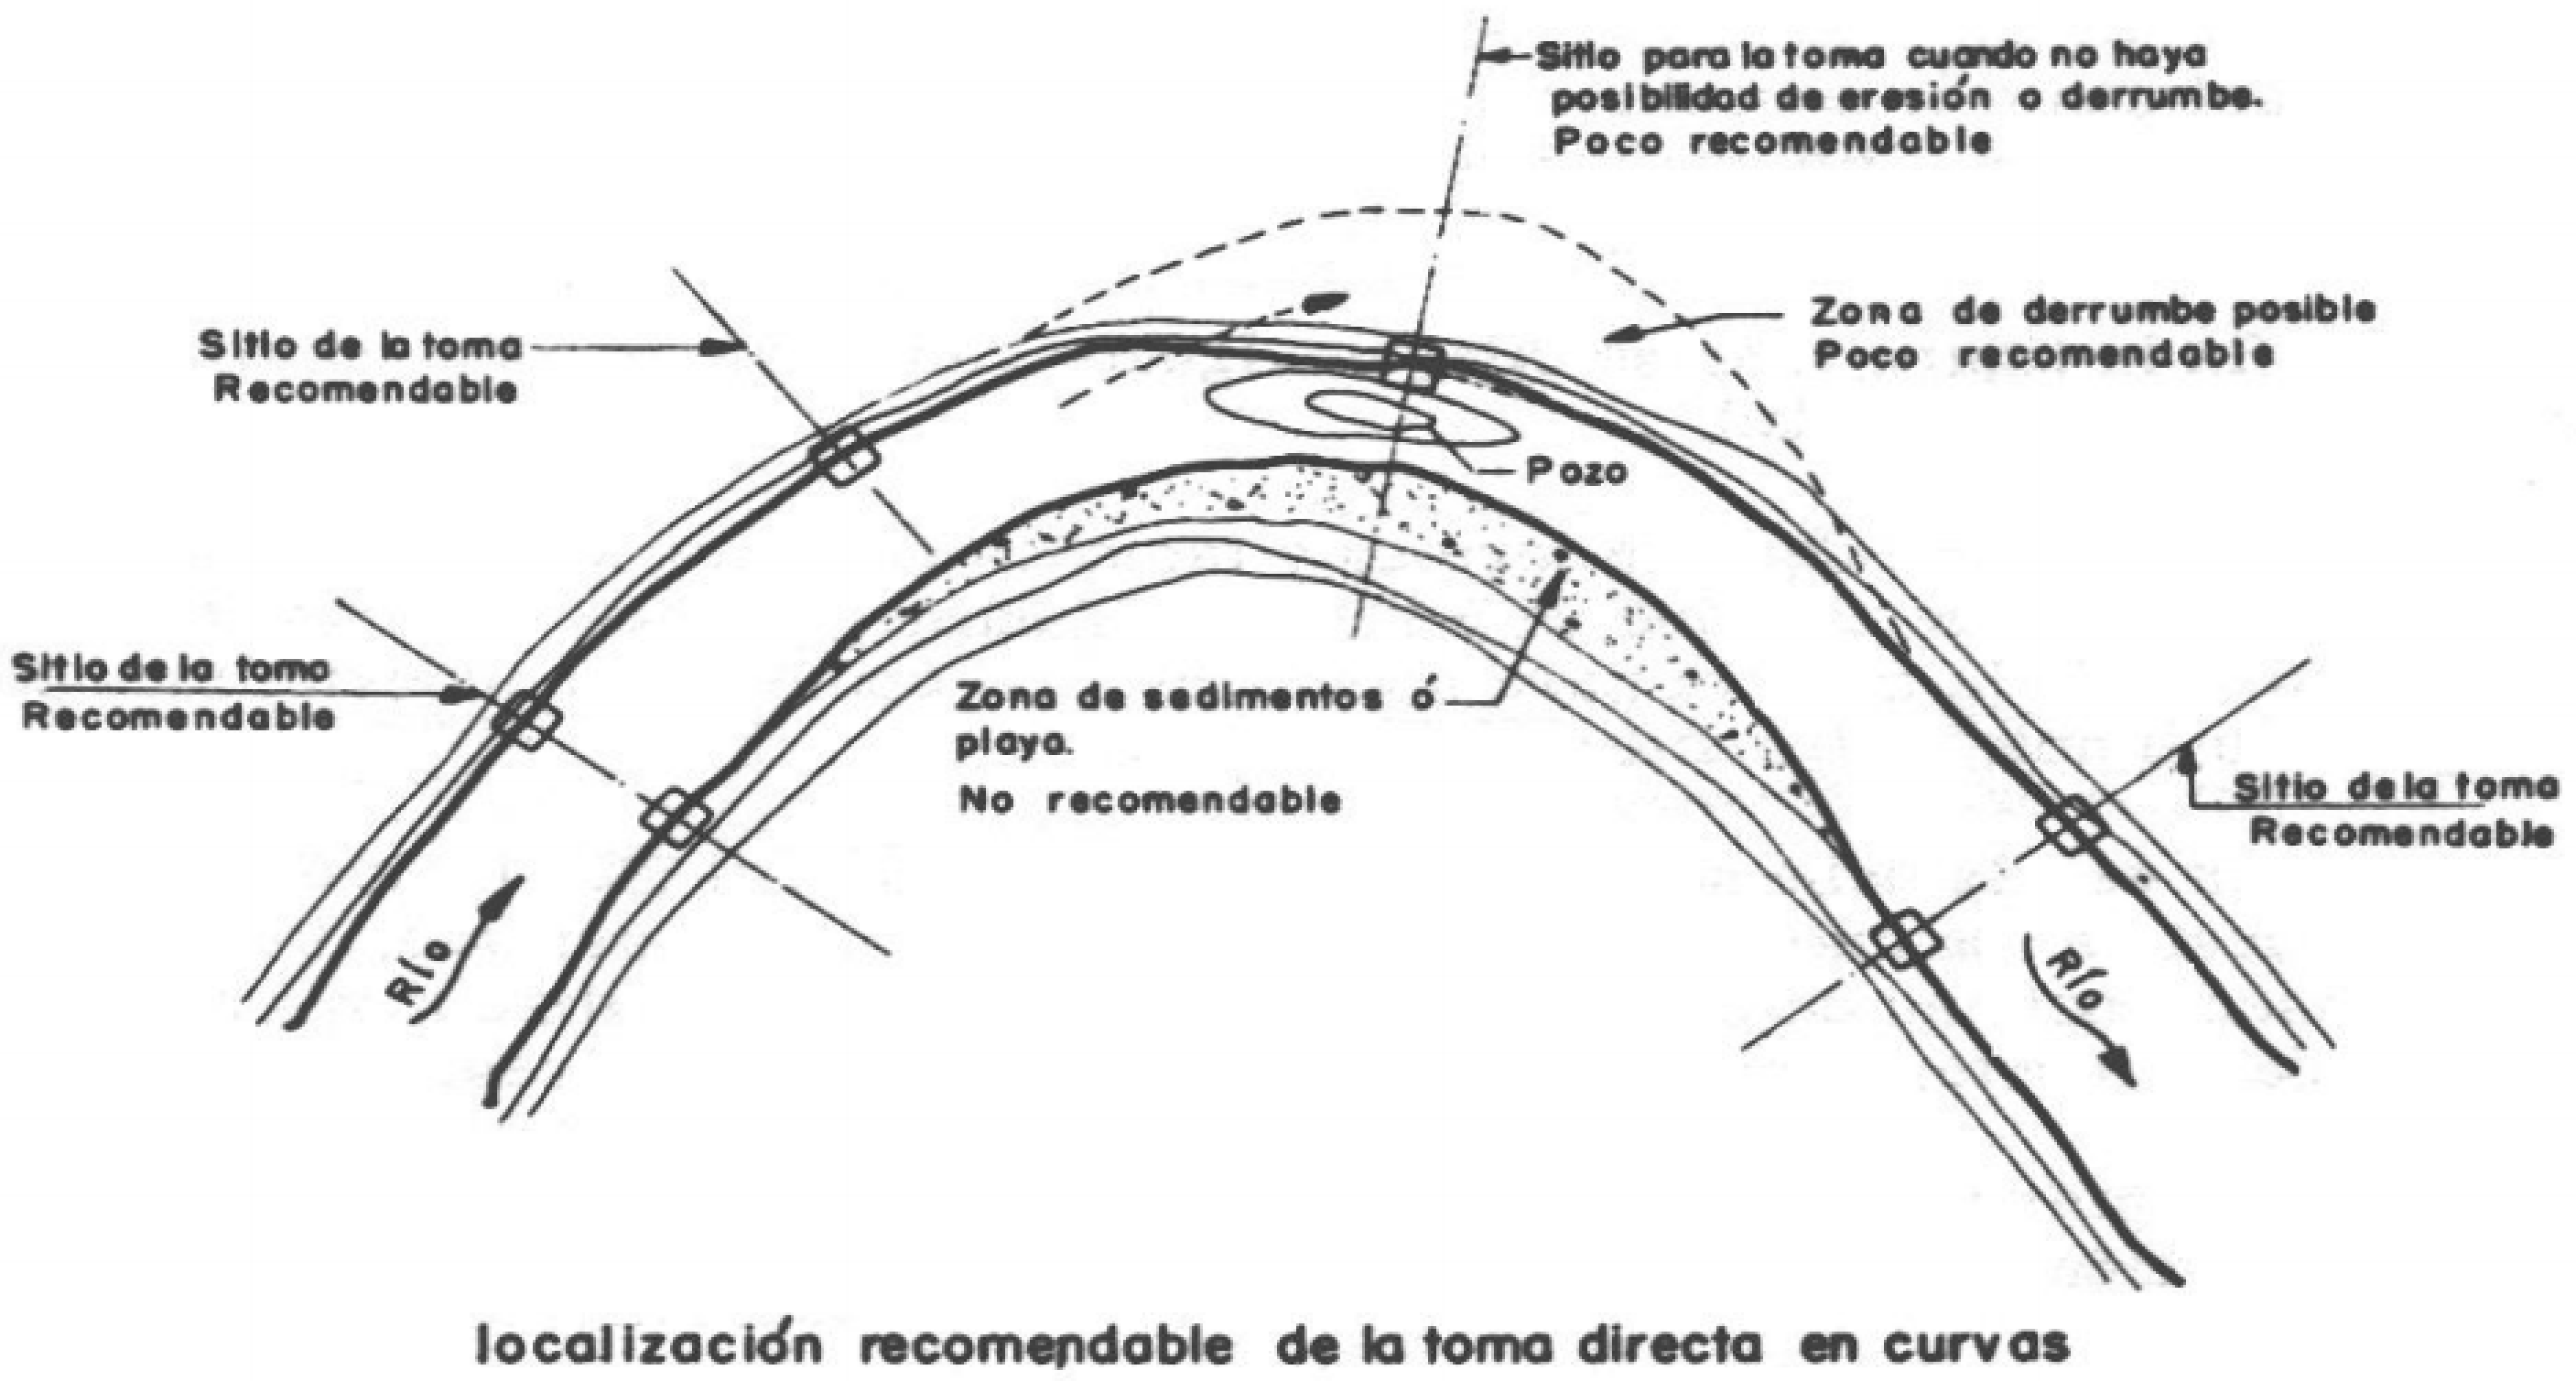 Sitio para la toma cuando no haya
posibilidad de eresión o derrumbe.
Poco recomendable
Sitio de la toma
Recomendable
Zona de derrumbe posible
Poco recomendable
Pozo
Sitio de la toma
Recomendable
Zona de sedimentos ó
playa.
No recomendable
Sitio de la toma
Recomendable
Río
Río
localización recomendable de la toma directa en curvas